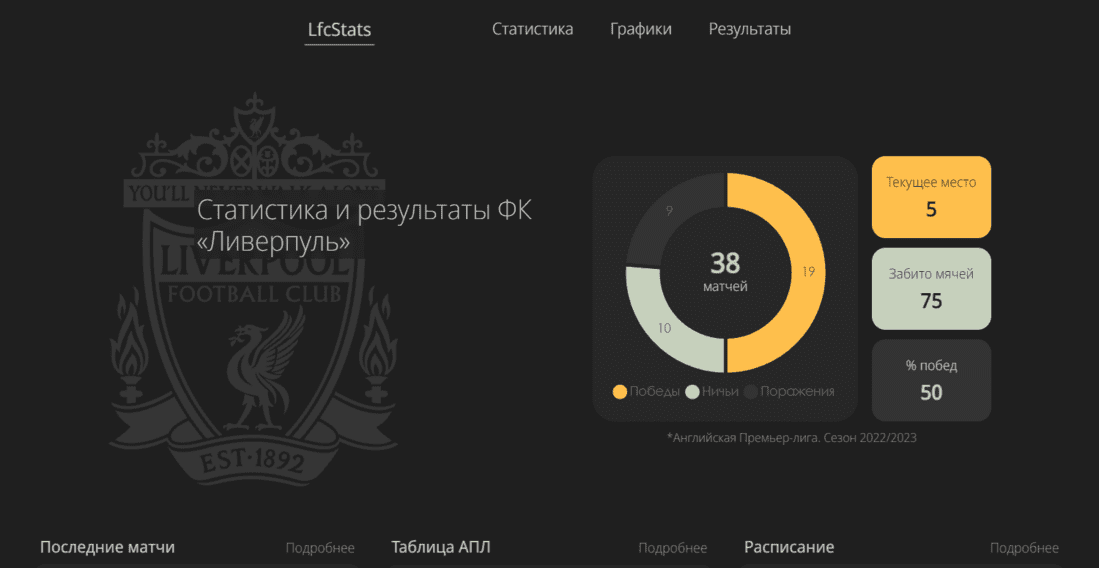 LfcStats
Статистика
Графики
Результаты
YOU'LL NEVER WALK ALONE
Статистика и результаты ФК
«Ливерпуль»
LIVERPOOL
FOOTBALL CLUB
EST·1892
9
19
10
38
матчей
Победы
Ничьи
Поражения
Текущее место
5
Забито мячей
75
% побед
50
*Английская Премьер-лига. Сезон 2022/2023
Последние матчи
Подробнее
Таблица АПЛ
Подробнее
Расписание
Подробнее